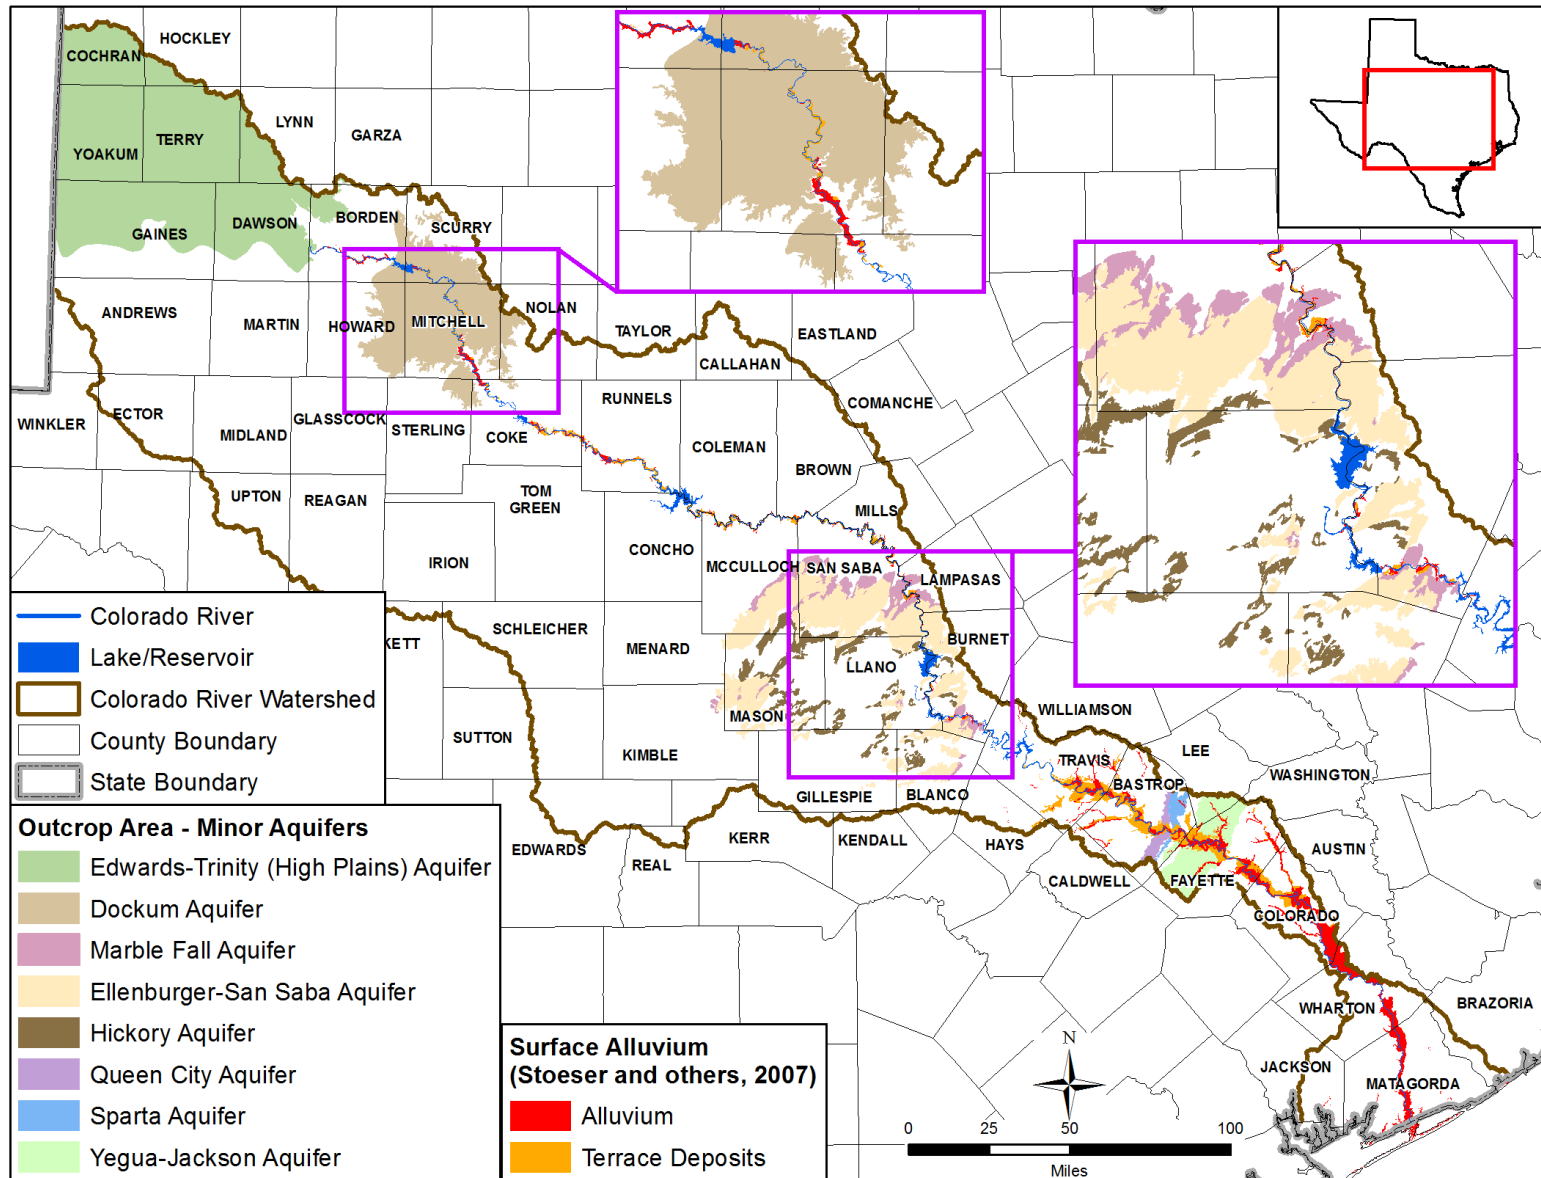 HOCKLEY
COCHRAN
LYNN
GARZA
TERRY
YOAKUM
BORDEN
DAWSON
SCURRY
GAINES
ANDREWS
MARTIN
HOWARD
MITCHELL
NOLAN
TAYLOR
EASTLAND
CALLAHAN
RUNNELS
COMANCHE
WINKLER
ECTOR
MIDLAND
GLASSCOCK
STERLING
COKE
COLEMAN
BROWN
UPTON
REAGAN
TOM
GREEN
MILLS
IRION
CONCHO
MCCULLOCH
SAN SABA
LAMPASAS
SCHLEICHER
KETT
MENARD
BURNET
LLANO
MASON
SUTTON
KIMBLE
WILLIAMSON
LEE
TRAVIS
BASTROP
WASHINGTON
GILLESPIE
BLANCO
EDWARDS
REAL
KERR
KENDALL
HAYS
CALDWELL
FAYETTE
AUSTIN
COLORADO
WHARTON
BRAZORIA
JACKSON
MATAGORDA
Colorado River
Lake/Reservoir
Colorado River Watershed
County Boundary
State Boundary
Outcrop Area - Minor Aquifers
Edwards-Trinity (High Plains) Aquifer
Dockum Aquifer
Marble Fall Aquifer
Ellenburger-San Saba Aquifer
Hickory Aquifer
Queen City Aquifer
Sparta Aquifer
Yegua-Jackson Aquifer
Surface Alluvium
(Stoeser and others, 2007)
Alluvium
Terrace Deposits
N
0 25 50 100
Miles